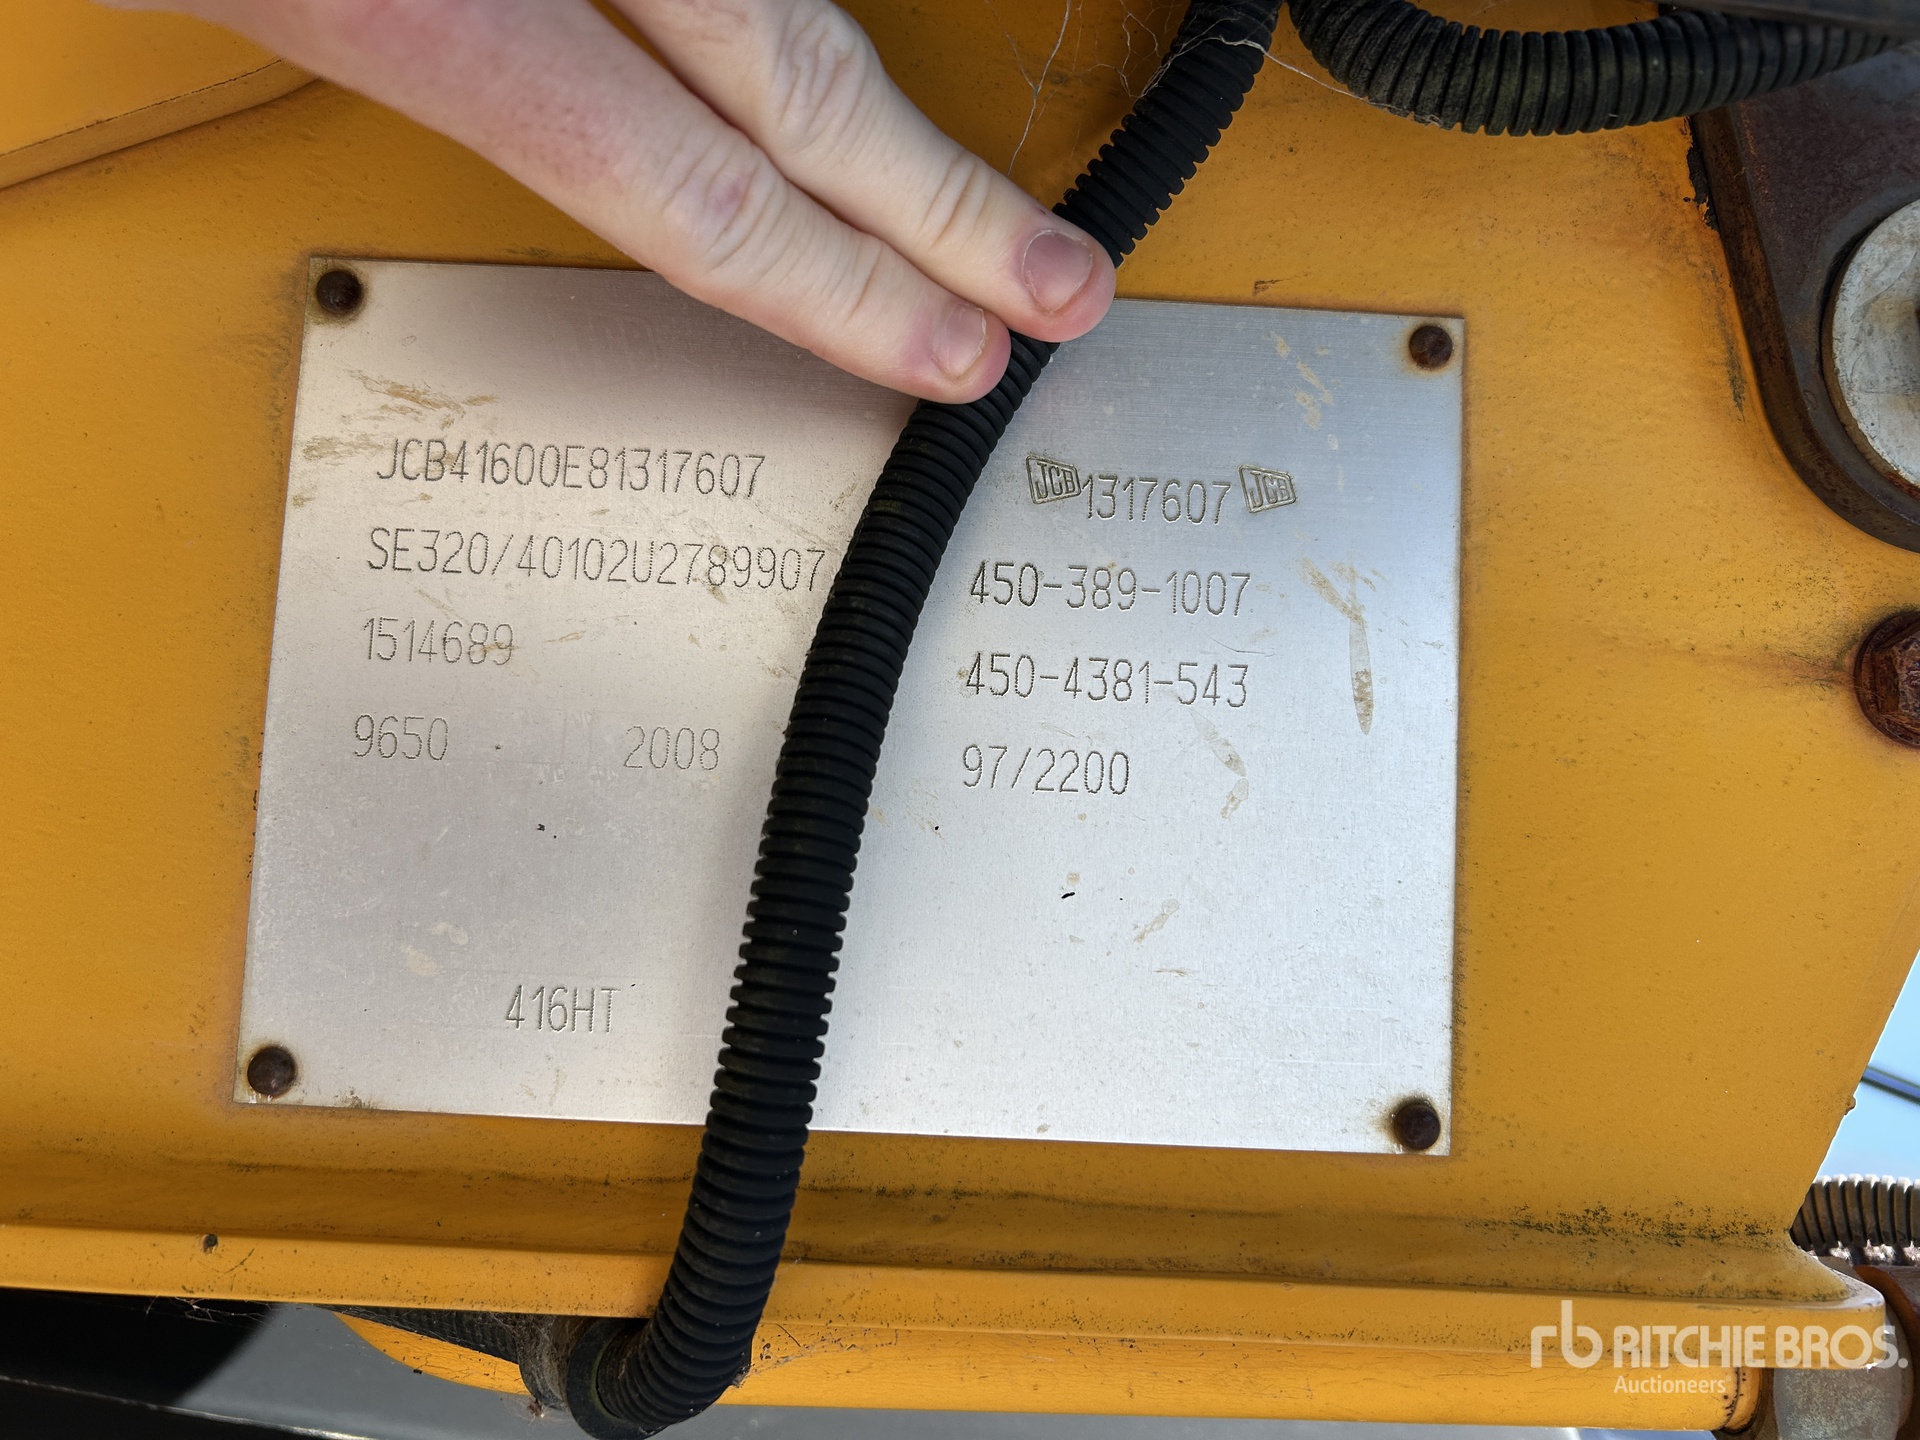 JCB41600E81317607
SE320/40102U2789907
1514689
9650 2008
416HT
JCB 1317607 JCB
450-389-1007
450-4381-543
97/2200
rb RITCHIE BROS.
Auctioneers